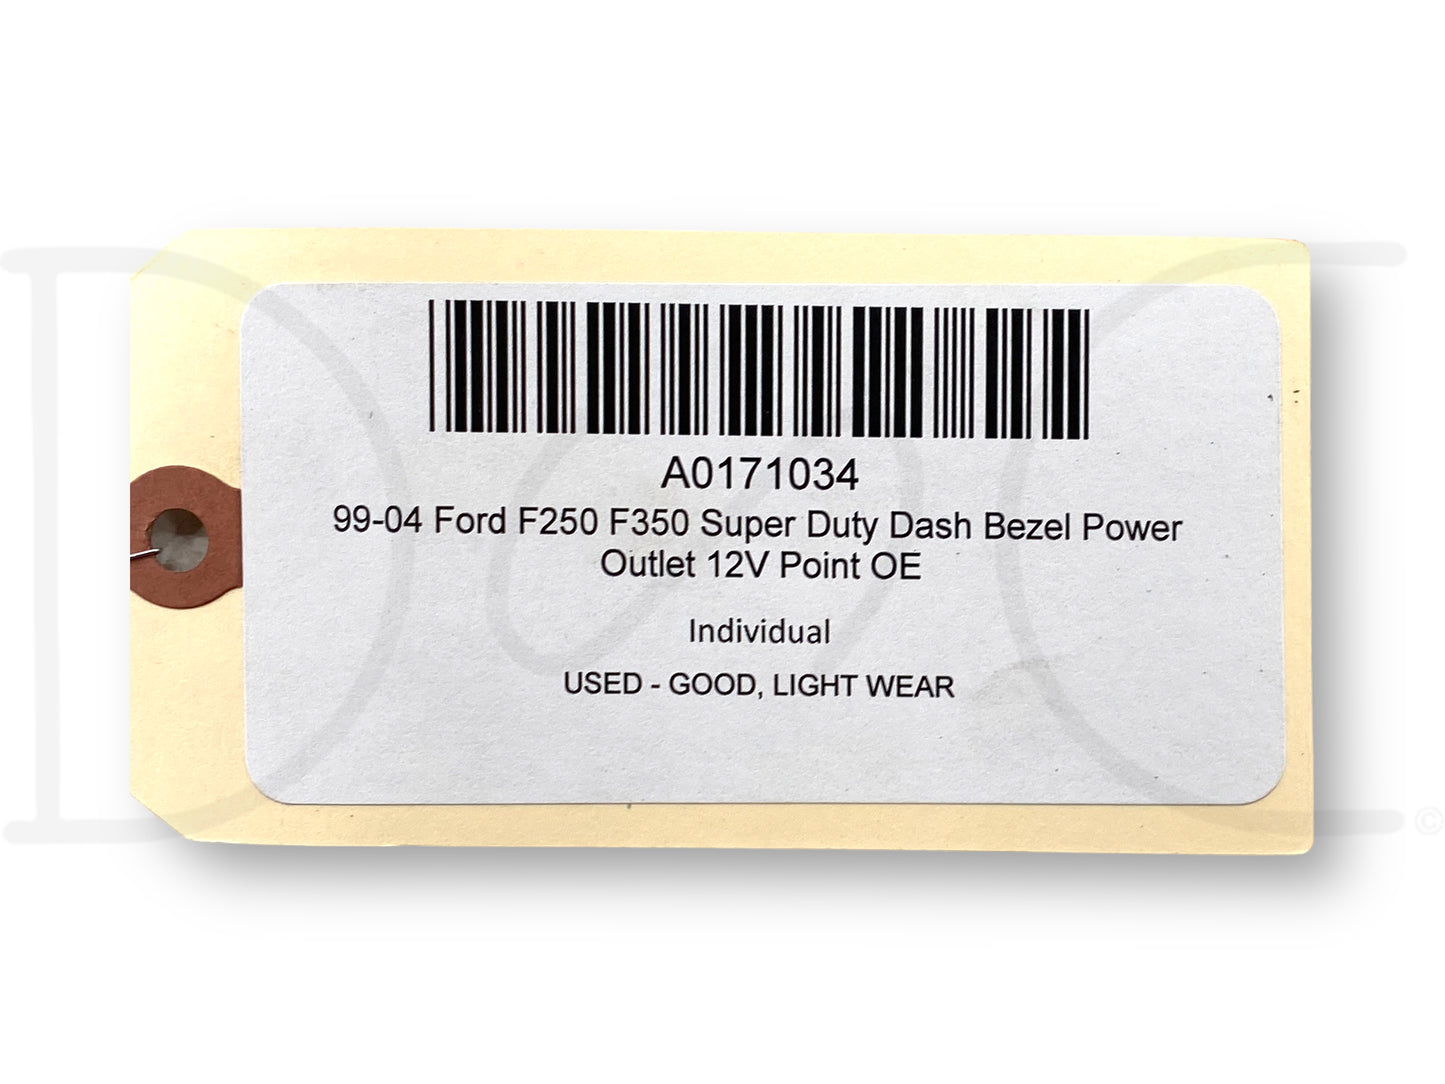 A0171034
99-04 Ford F250 F350 Super Duty Dash Bezel Power
Outlet 12V Point OE
Individual
USED - GOOD, LIGHT WEAR
©